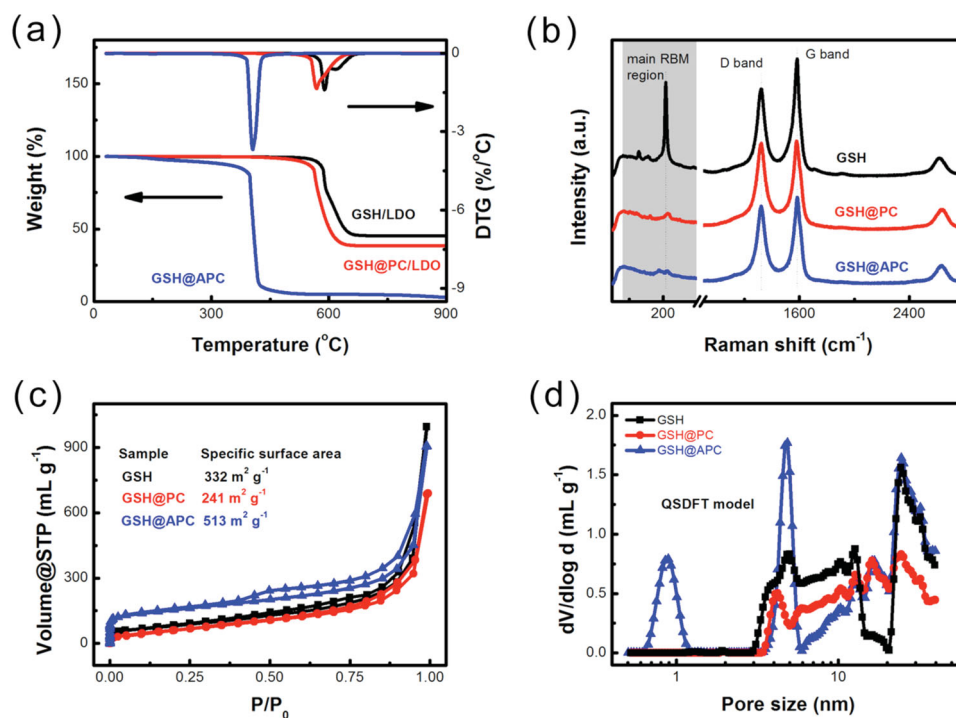 (a)
Weight (%)
150
100
50
0
0
-3
-6
-9
DTG (%/°C)
GSH/LDO
GSH@PC/LDO
GSH@APC
0
300
600
900
Temperature (°C)
(b)
Intensity (a.u.)
main RBM
region
D band
G band
GSH
GSH@PC
GSH@APC
200
1600
2400
Raman shift (cm⁻¹)
(c)
Volume@STP (mL g⁻¹)
900
600
300
0
Sample Specific surface area
GSH 332 m² g⁻¹
GSH@PC 241 m² g⁻¹
GSH@APC 513 m² g⁻¹
0.00
0.25
0.50
0.75
1.00
P/P₀
(d)
dV/dlog d (mL g⁻¹)
2.0
1.5
1.0
0.5
0.0
GSH
GSH@PC
GSH@APC
QSDFT model
1
10
Pore size (nm)